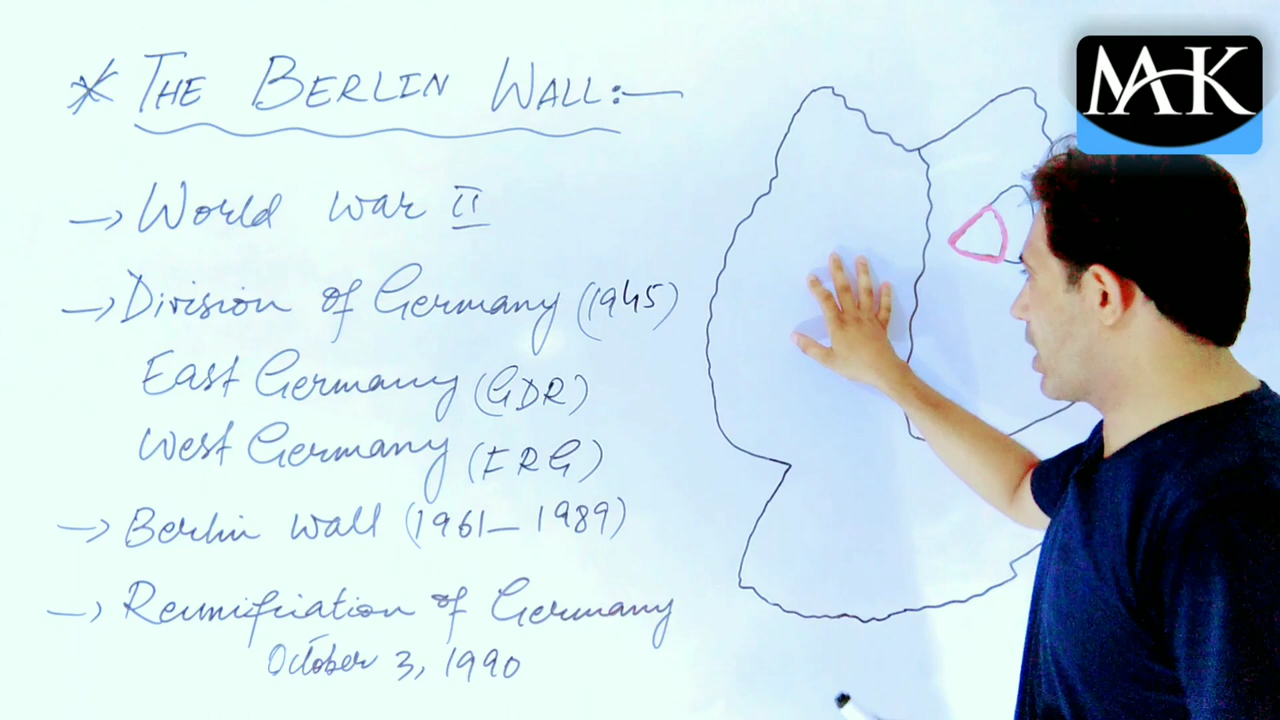 * THE BERLIN WALL:—
→ World war II
→ Division of Germany (1945)
East Germany (GDR)
West Germany (FRG)
→ Berlin wall (1961–1989)
→ Reunifiation of Germany
October 3, 1990
MAK